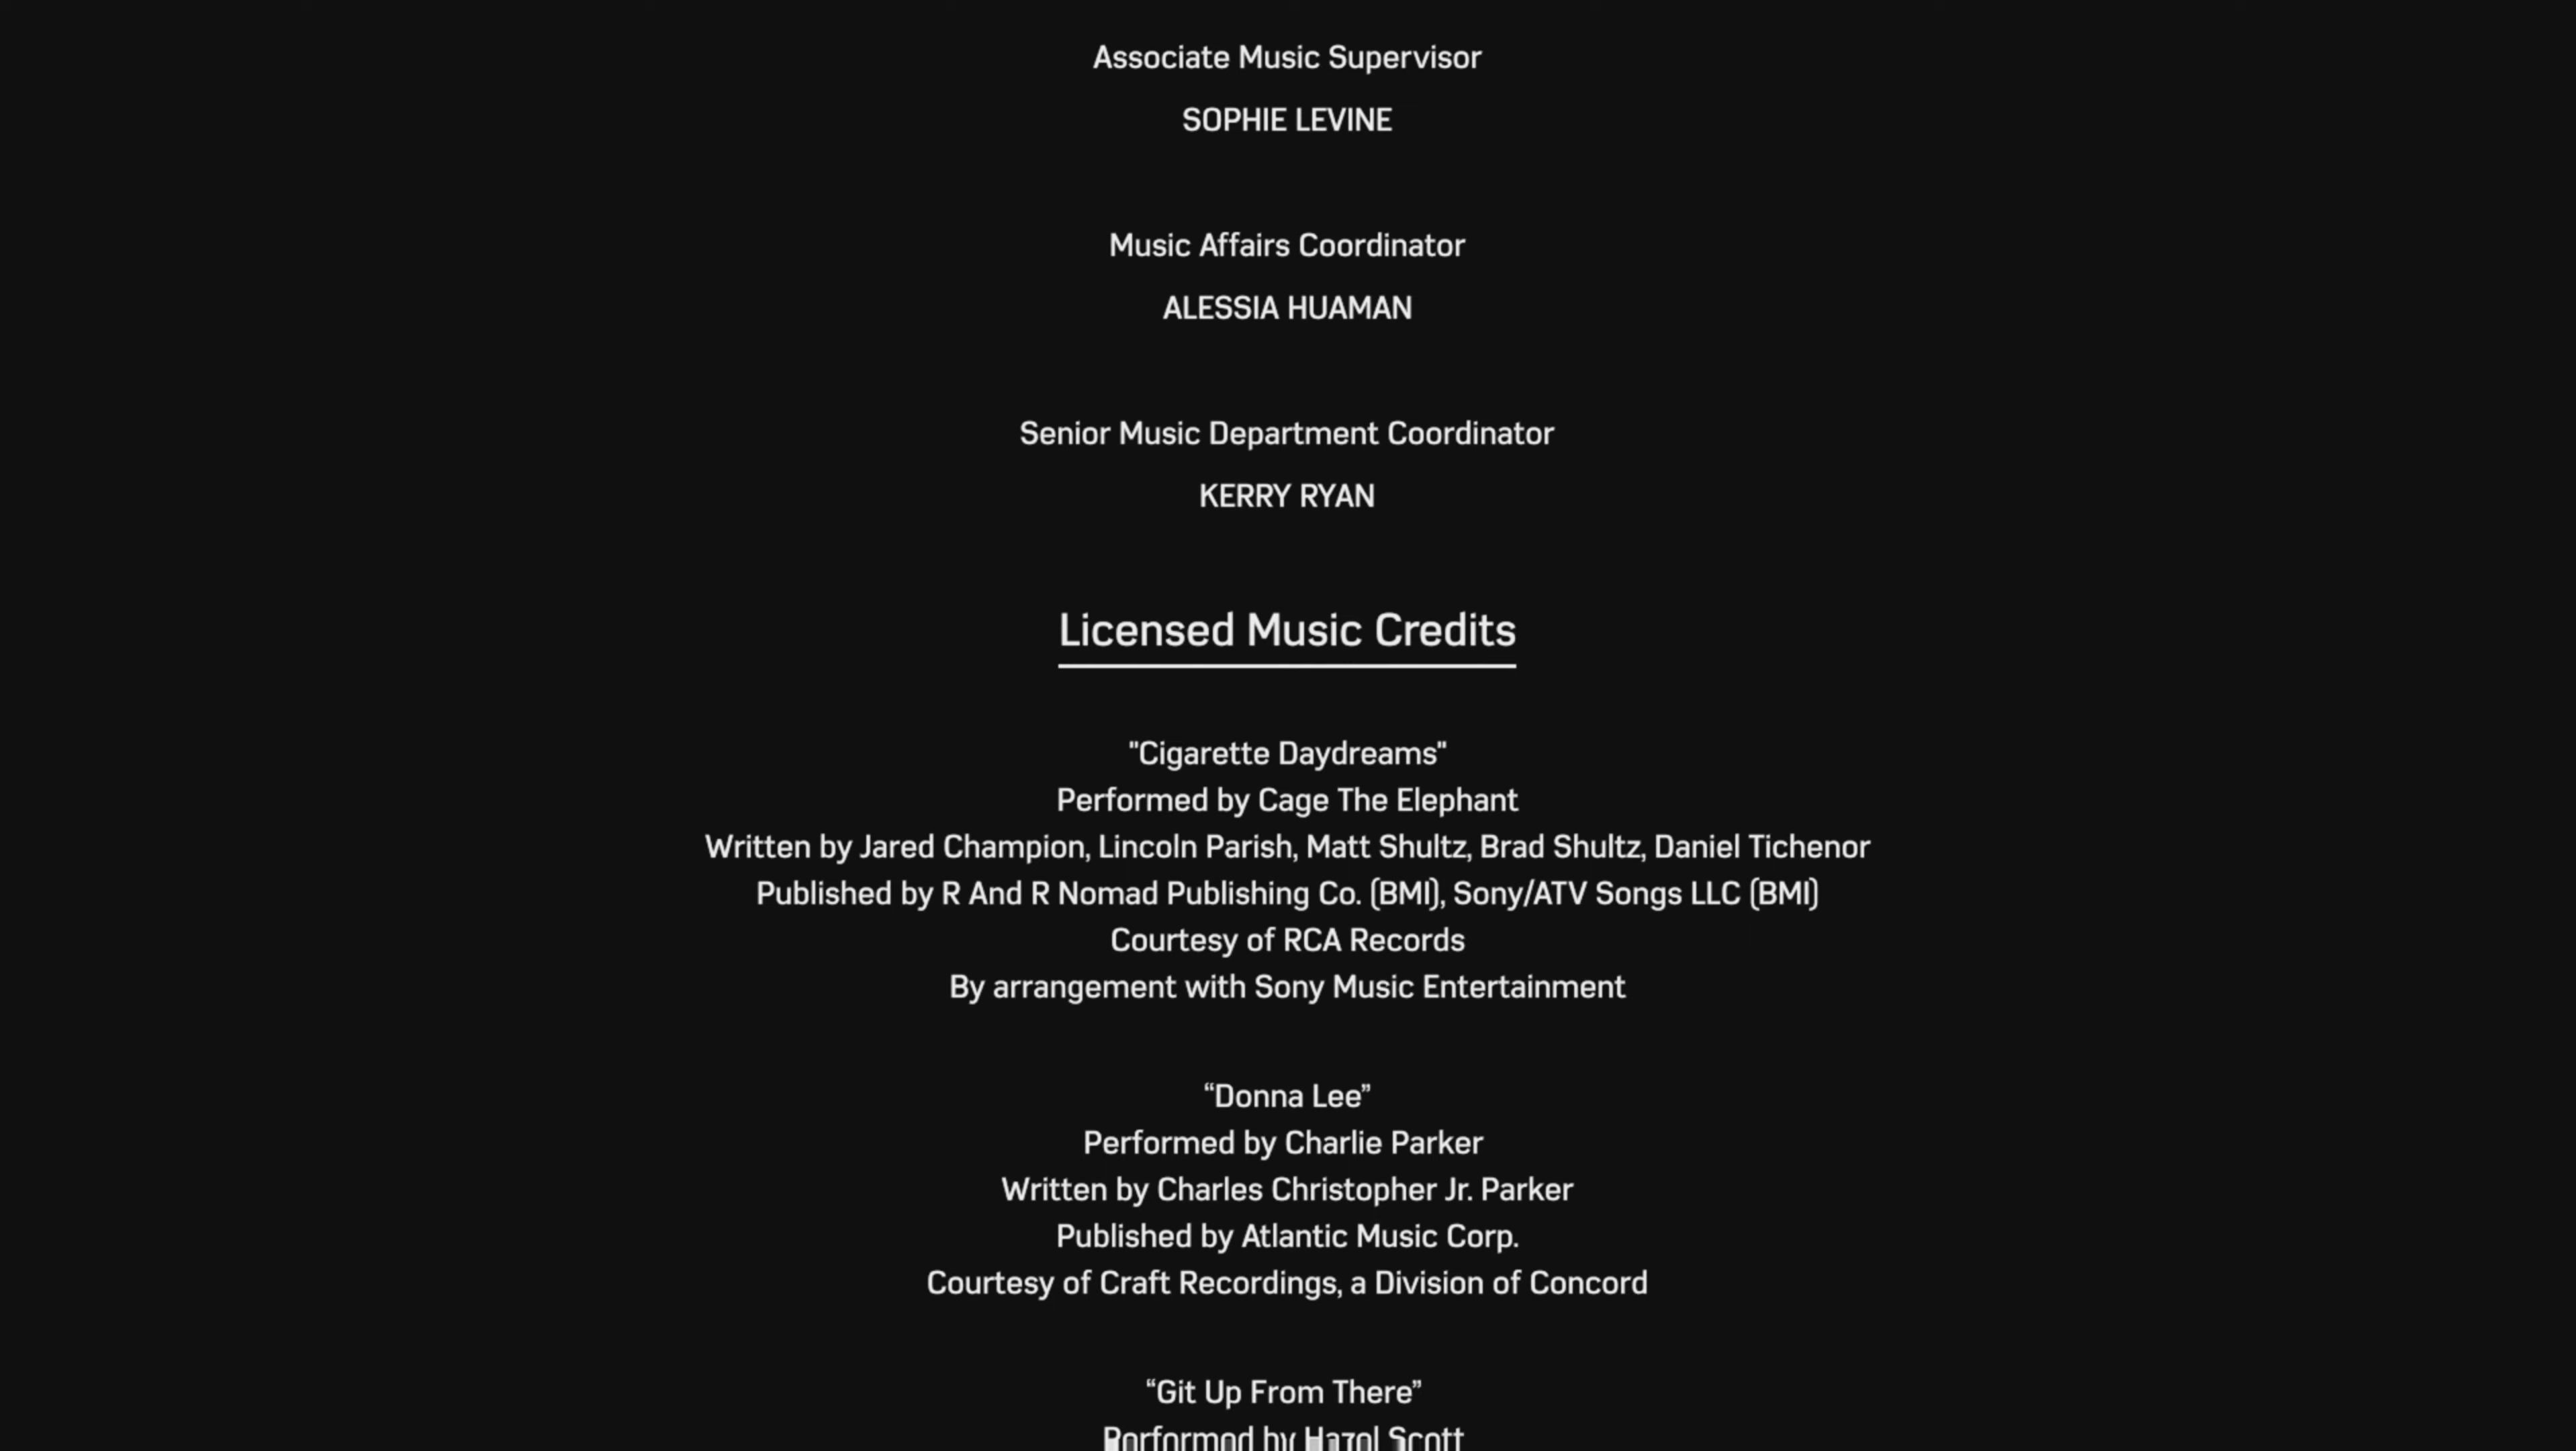 Associate Music Supervisor
SOPHIE LEVINE
Music Affairs Coordinator
ALESSIA HUAMAN
Senior Music Department Coordinator
KERRY RYAN
Licensed Music Credits
"Cigarette Daydreams"
Performed by Cage The Elephant
Written by Jared Champion, Lincoln Parish, Matt Shultz, Brad Shultz, Daniel Tichenor
Published by R And R Nomad Publishing Co. (BMI), Sony/ATV Songs LLC (BMI)
Courtesy of RCA Records
By arrangement with Sony Music Entertainment
“Donna Lee”
Performed by Charlie Parker
Written by Charles Christopher Jr. Parker
Published by Atlantic Music Corp.
Courtesy of Craft Recordings, a Division of Concord
“Git Up From There”
Performed by Hazel Scott